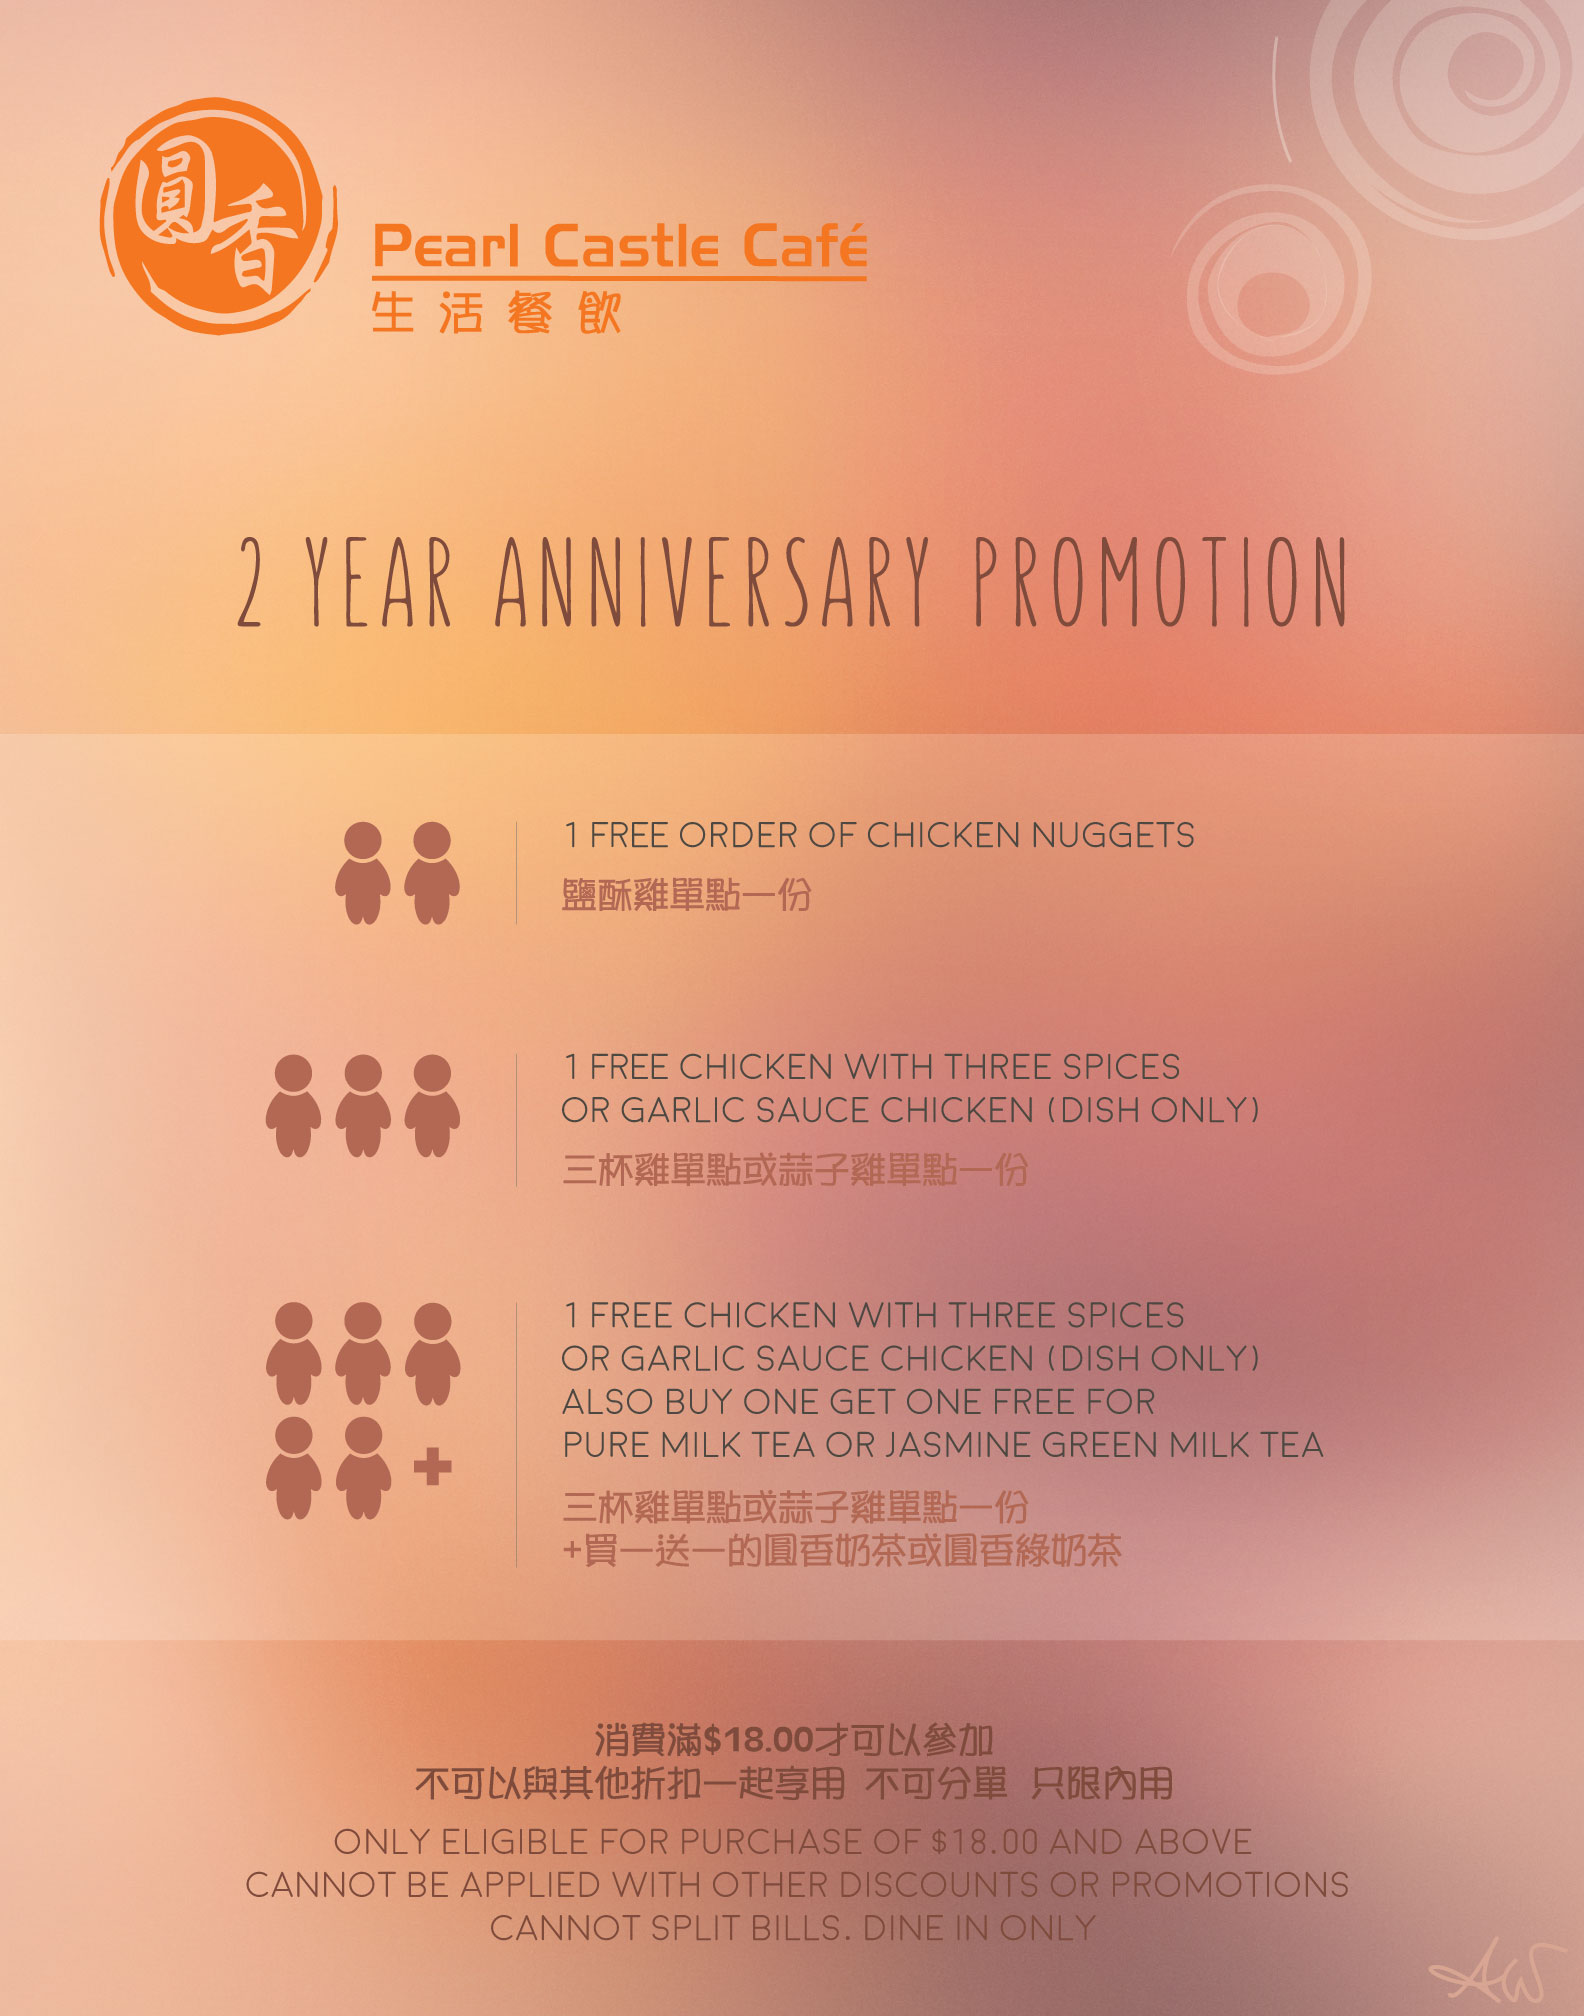 圓香
Pearl Castle Café
生活餐飲
2 YEAR ANNIVERSARY PROMOTION
1 FREE ORDER OF CHICKEN NUGGETS
鹽酥雞單點一份
1 FREE CHICKEN WITH THREE SPICES
OR GARLIC SAUCE CHICKEN (DISH ONLY)
三杯雞單點或蒜子雞單點一份
1 FREE CHICKEN WITH THREE SPICES
OR GARLIC SAUCE CHICKEN (DISH ONLY)
ALSO BUY ONE GET ONE FREE FOR
PURE MILK TEA OR JASMINE GREEN MILK TEA
三杯雞單點或蒜子雞單點一份
+買一送一的圓香奶茶或圓香綠奶茶
消費滿$18.00才可以參加
不可以與其他折扣一起享用 不可分單 只限內用
ONLY ELIGIBLE FOR PURCHASE OF $18.00 AND ABOVE
CANNOT BE APPLIED WITH OTHER DISCOUNTS OR PROMOTIONS
CANNOT SPLIT BILLS. DINE IN ONLY
AW